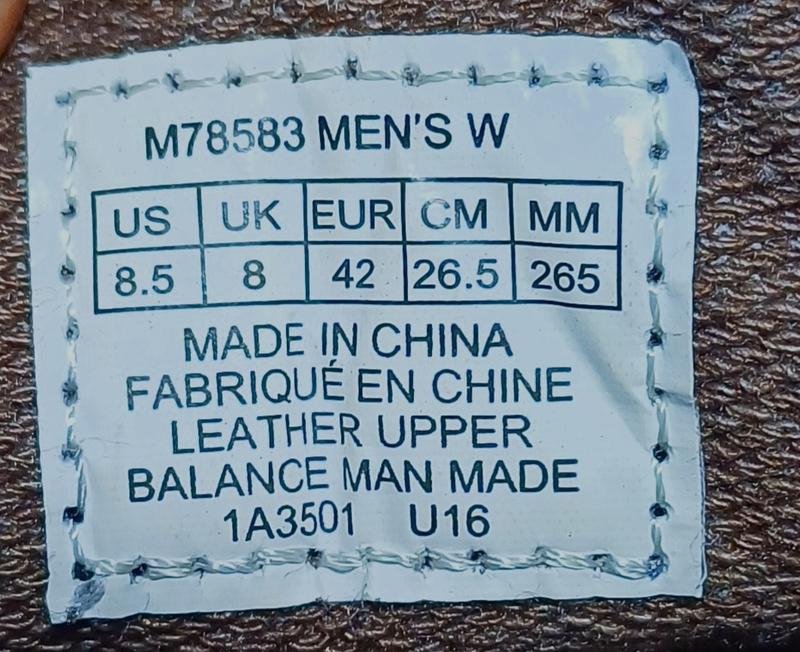 M78583 MEN'S W
US UK EUR CM MM
8.5 8 42 26.5 265
MADE IN CHINA
FABRIQUÉ EN CHINE
LEATHER UPPER
BALANCE MAN MADE
1A3501 U16